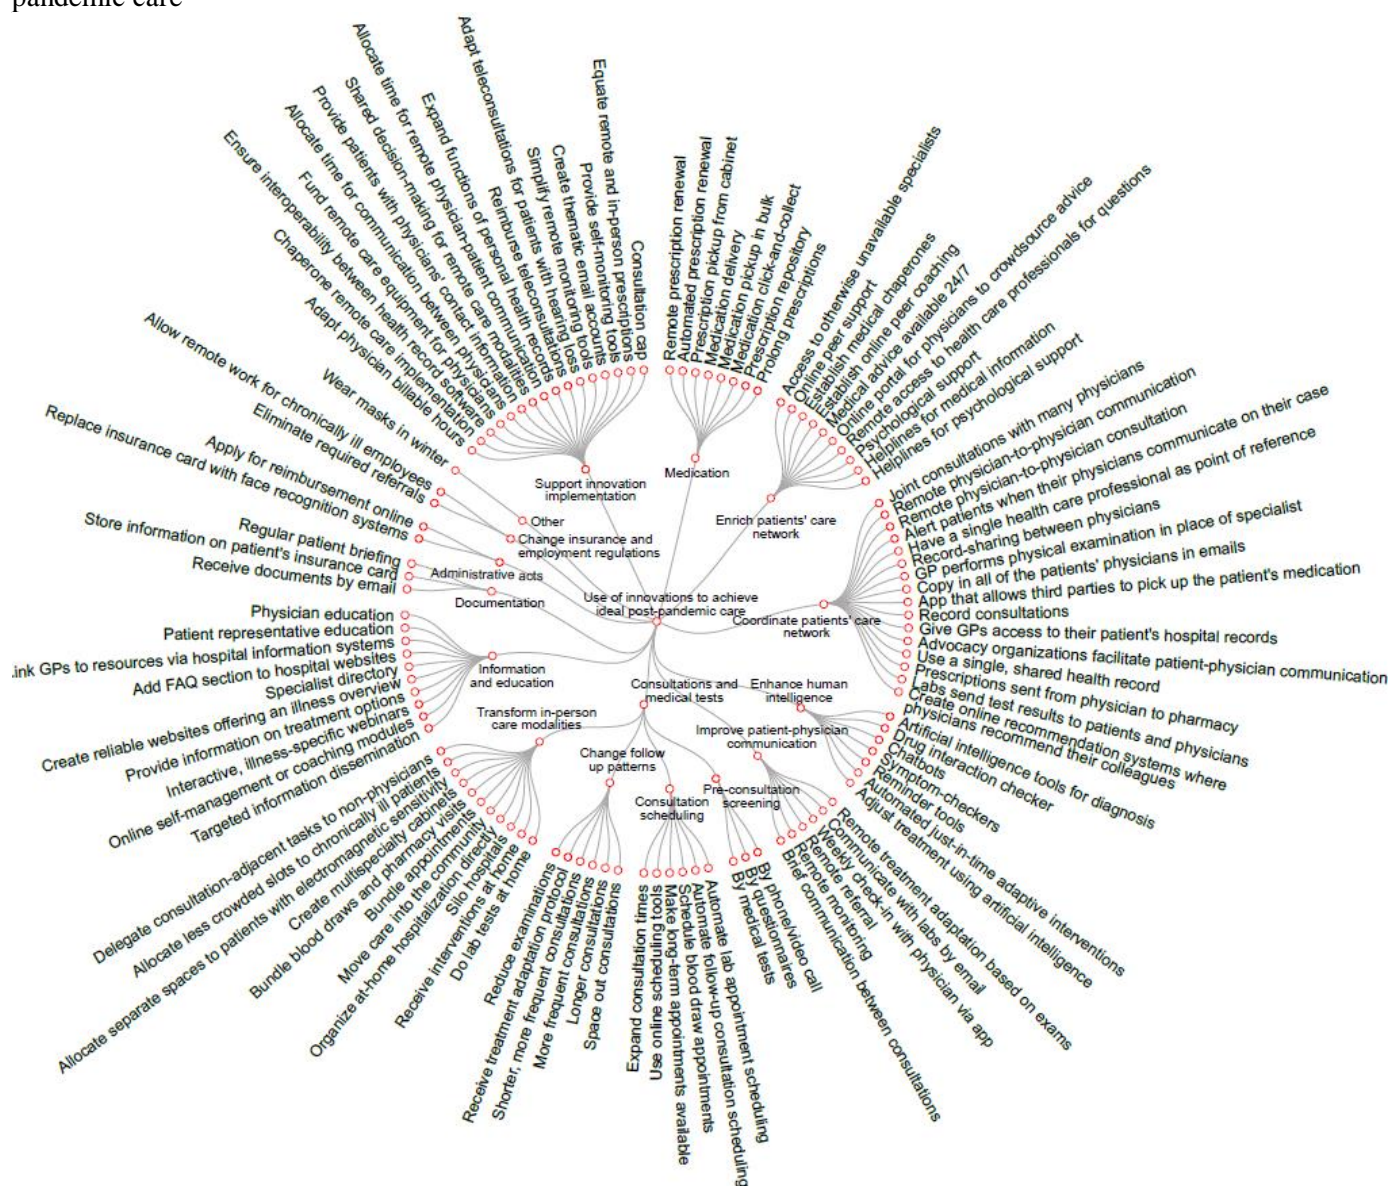 pandemic care
Use of innovations to achieve
ideal post-pandemic care
Medication
Remote prescription renewal
Automated prescription renewal
Prescription pickup from cabinet
Medication delivery
Medication pickup in bulk
Medication click-and-collect
Prescription repository
Prolong prescriptions
Enrich patients' care
network
Access to otherwise unavailable specialists
Online peer support
Establish medical chaperones
Establish online peer coaching
Medical advice available 24/7
Online portal for physicians to crowdsource advice
Remote access to health care professionals for questions
Psychological support
Helplines for medical information
Helplines for psychological support
Coordinate patients' care
network
Joint consultations with many physicians
Remote physician-to-physician communication
Remote physician-to-physician consultation
Alert patients when their physicians communicate on their case
Have a single health care professional as point of reference
Record-sharing between physicians
GP performs physical examination in place of specialist
Copy in all of the patients' physicians in emails
App that allows third parties to pick up the patient's medication
Record consultations
Give GPs access to their patient's hospital records
Advocacy organizations facilitate patient-physician communication
Use a single, shared health record
Prescriptions sent from physician to pharmacy
Labs send test results to patients and physicians
Enhance human
intelligence
Create online recommendation systems where
physicians recommend their colleagues
Artificial intelligence tools for diagnosis
Drug interaction checker
Chatbots
Symptom-checkers
Reminder tools
Automated just-in-time adaptive interventions
Adjust treatment using artificial intelligence
Improve patient-physician
communication
Remote treatment adaptation based on exams
Communicate with labs by email
Weekly check-in with physician via app
Remote referral
Remote monitoring
Brief communication between consultations
Consultations and
medical tests
Pre-consultation
screening
By phone/video call
By questionnaires
By medical tests
Consultation
scheduling
Automate lab appointment scheduling
Automate follow-up consultation scheduling
Schedule blood draw appointments
Make long-term appointments available
Use online scheduling tools
Expand consultation times
Change follow
up patterns
Space out consultations
Longer consultations
More frequent consultations
Shorter, more frequent consultations
Receive treatment adaptation protocol
Reduce examinations
Transform in-person
care modalities
Do lab tests at home
Receive interventions at home
Organize at-home hospitalization directly
Silo hospitals
Move care into the community
Bundle appointments
Bundle blood draws and pharmacy visits
Create multispecialty cabinets
Allocate separate spaces to patients with electromagnetic sensitivity
Allocate less crowded slots to chronically ill patients
Delegate consultation-adjacent tasks to non-physicians
Information
and education
Targeted information dissemination
Online self-management or coaching modules
Interactive, illness-specific webinars
Provide information on treatment options
Create reliable websites offering an illness overview
Specialist directory
Add FAQ section to hospital websites
ink GPs to resources via hospital information systems
Patient representative education
Physician education
Documentation
Receive documents by email
Store information on patient's insurance card
Regular patient briefing
Administrative acts
Replace insurance card with face recognition systems
Apply for reimbursement online
Change insurance and
employment regulations
Eliminate required referrals
Allow remote work for chronically ill employees
Other
Wear masks in winter
Support innovation
implementation
Adapt physician billable hours
Chaperone remote care implementation
Ensure interoperability between health record software
Fund remote care equipment for physicians
Allocate time for communication between physicians
Provide patients with physicians' contact information
Shared decision-making for remote care modalities
Allocate time for remote physician-patient communication
Expand functions of personal health records
Reimburse teleconsultations
Adapt teleconsultations for patients with hearing loss
Simplify remote monitoring tools
Create thematic email accounts
Provide self-monitoring tools
Equate remote and in-person prescriptions
Consultation cap